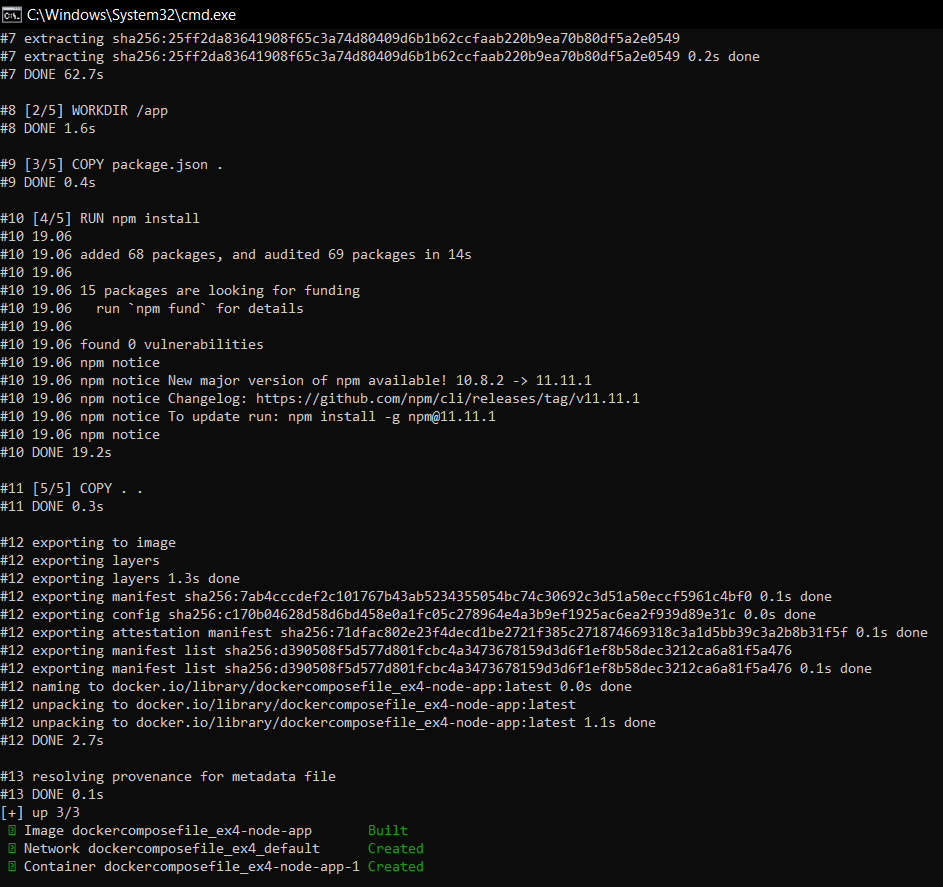 C:\Windows\System32\cmd.exe
#7 extracting sha256:25ff2da83641908f65c3a74d80409d6b1b62ccfaab220b9ea70b80df5a2e0549
#7 extracting sha256:25ff2da83641908f65c3a74d80409d6b1b62ccfaab220b9ea70b80df5a2e0549 0.2s done
#7 DONE 62.7s
#8 [2/5] WORKDIR /app
#8 DONE 1.6s
#9 [3/5] COPY package.json .
#9 DONE 0.4s
#10 [4/5] RUN npm install
#10 19.06
#10 19.06 added 68 packages, and audited 69 packages in 14s
#10 19.06
#10 19.06 15 packages are looking for funding
#10 19.06   run `npm fund` for details
#10 19.06
#10 19.06 found 0 vulnerabilities
#10 19.06 npm notice
#10 19.06 npm notice New major version of npm available! 10.8.2 -> 11.11.1
#10 19.06 npm notice Changelog: https://github.com/npm/cli/releases/tag/v11.11.1
#10 19.06 npm notice To update run: npm install -g npm@11.11.1
#10 19.06 npm notice
#10 DONE 19.2s
#11 [5/5] COPY . .
#11 DONE 0.3s
#12 exporting to image
#12 exporting layers
#12 exporting layers 1.3s done
#12 exporting manifest sha256:7ab4cccdef2c101767b43ab5234355054bc74c30692c3d51a50eccf5961c4bf0 0.1s done
#12 exporting config sha256:c170b04628d58d6bd458e0a1fc05c278964e4a3b9ef1925ac6ea2f939d89e31c 0.0s done
#12 exporting attestation manifest sha256:71dfac802e23f4decd1be2721f385c271874669318c3a1d5bb39c3a2b8b31f5f 0.1s done
#12 exporting manifest list sha256:d390508f5d577d801fcbc4a3473678159d3d6f1ef8b58dec3212ca6a81f5a476
#12 exporting manifest list sha256:d390508f5d577d801fcbc4a3473678159d3d6f1ef8b58dec3212ca6a81f5a476 0.1s done
#12 naming to docker.io/library/dockercomposefile_ex4-node-app:latest 0.0s done
#12 unpacking to docker.io/library/dockercomposefile_ex4-node-app:latest
#12 unpacking to docker.io/library/dockercomposefile_ex4-node-app:latest 1.1s done
#12 DONE 2.7s
#13 resolving provenance for metadata file
#13 DONE 0.1s
[+] up 3/3
Image dockercomposefile_ex4-node-app Built
Network dockercomposefile_ex4_default Created
Container dockercomposefile_ex4-node-app-1 Created